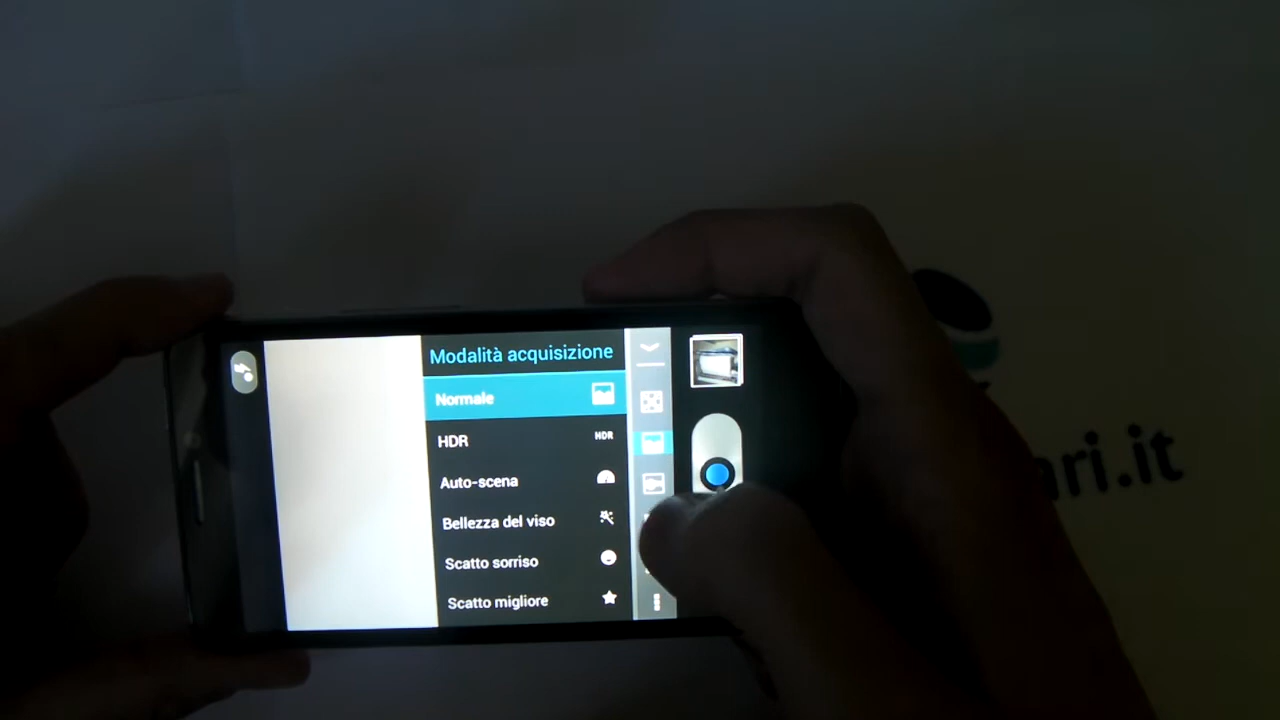 Modalità acquisizione
Normale
HDR HDR
Auto-scena
Bellezza del viso
Scatto sorriso
Scatto migliore
ari.it